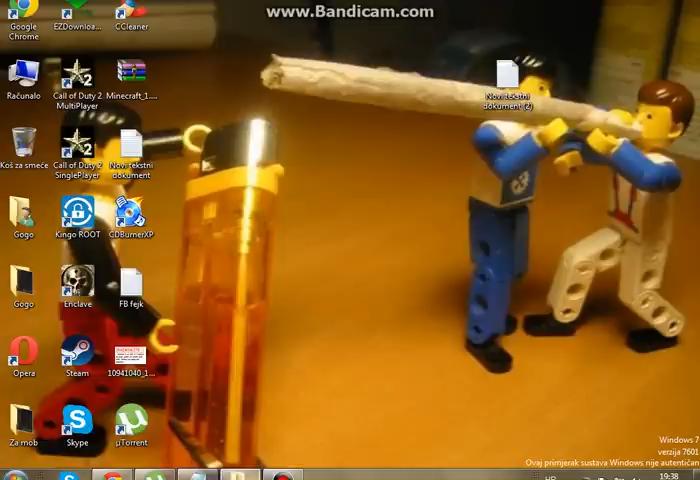 www.Bandicam.com
Google
Chrome
EZDownloa...
CCleaner
Računalo
Call of Duty 2
MultiPlayer
Minecraft_1....
Novi tekstni
dokument (2)
Koš za smeće
Call of Duty 2
SinglePlayer
Novi tekstni
dokument
Gogo
Kingo ROOT
CDBurnerXP
Gogo
Enclave
FB fejk
Opera
Steam
10941040_1...
Za mob
Skype
µTorrent
Windows 7
verzija 7601
Ovaj primjerak sustava Windows nije autentičan
HR
19:38